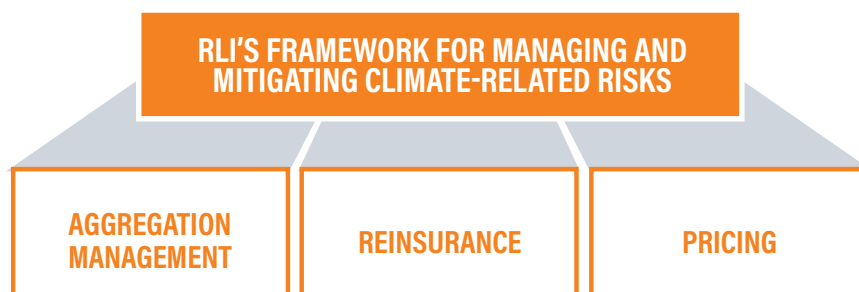 RLI'S FRAMEWORK FOR MANAGING AND
MITIGATING CLIMATE-RELATED RISKS
AGGREGATION
MANAGEMENT
REINSURANCE
PRICING